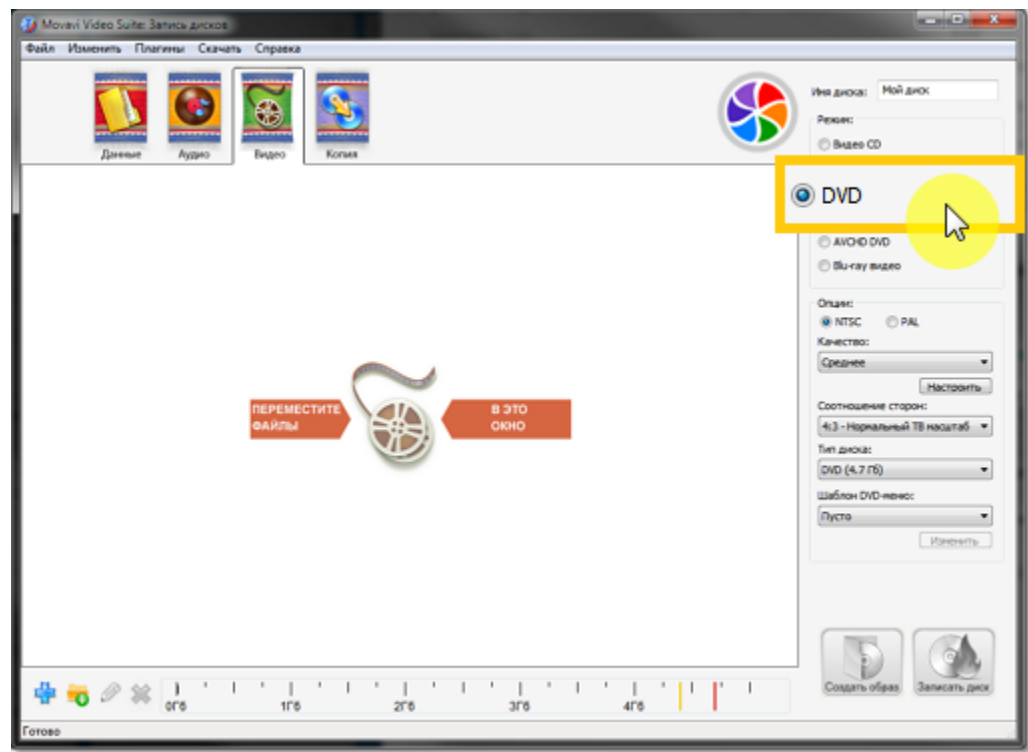 Movavi Video Suite: Запись дисков
Файл Изменить Плагины Скачать Справка
Данные Аудио Видео Копия
Имя диска: Мой диск
Режим:
Видео CD
DVD
AVCHD DVD
Blu-ray видео
Опции:
NTSC PAL
Качество:
Среднее
Настроить
Соотношение сторон:
4:3 - Нормальный ТВ масштаб
Тип диска:
DVD (4.7 Гб)
Шаблон DVD-меню:
Пусто
Изменить
ПЕРЕМЕСТИТЕ В ЭТО
ФАЙЛЫ ОКНО
Создать образ Записать диск
0Гб 1Гб 2Гб 3Гб 4Гб
Готово